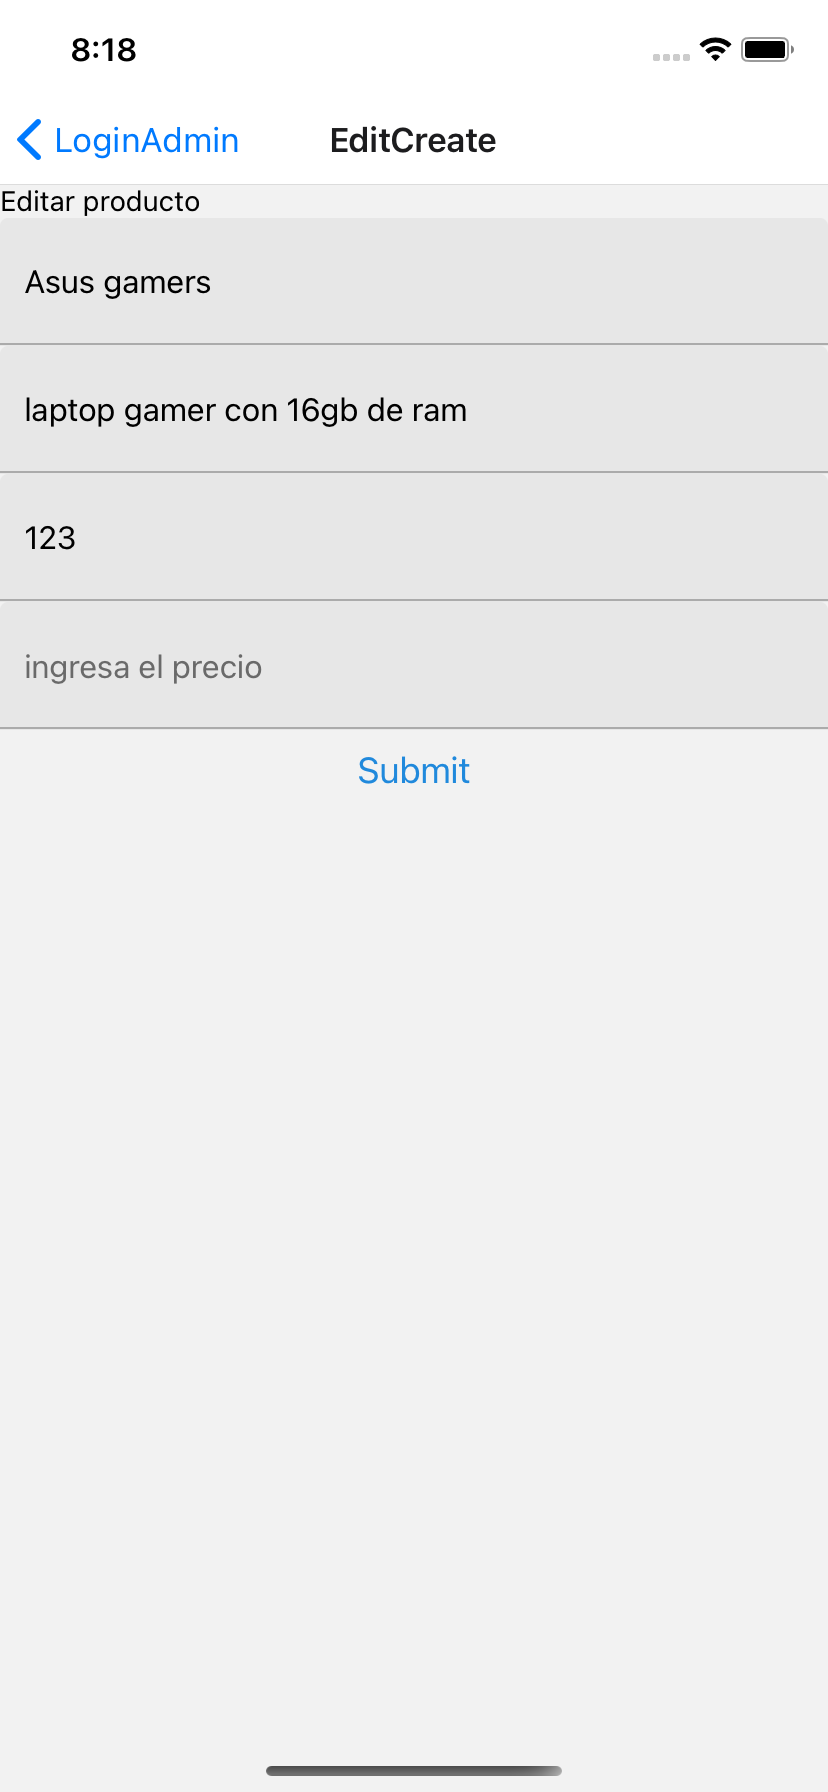 8:18
LoginAdmin EditCreate
Editar producto
Asus gamers
laptop gamer con 16gb de ram
123
ingresa el precio
Submit